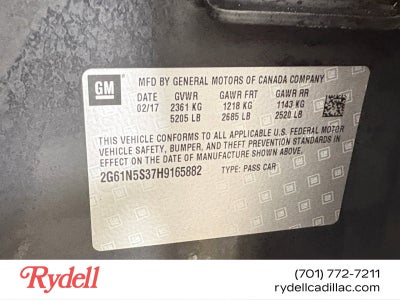 GM
MFD BY GENERAL MOTORS OF CANADA COMPANY
DATE GVWR GAWR FRT GAWR RR
02/17 2361 KG 1218 KG 1143 KG
5205 LB 2685 LB 2520 LB
THIS VEHICLE CONFORMS TO ALL APPLICABLE U.S. FEDERAL MOTOR
VEHICLE SAFETY, BUMPER, AND THEFT PREVENTION STANDARDS IN
EFFECT ON THE DATE OF MANUFACTURE SHOWN ABOVE.
2G61N5S37H9165882 TYPE: PASS CAR
Rydell
(701) 772-7211
rydellcadillac.com